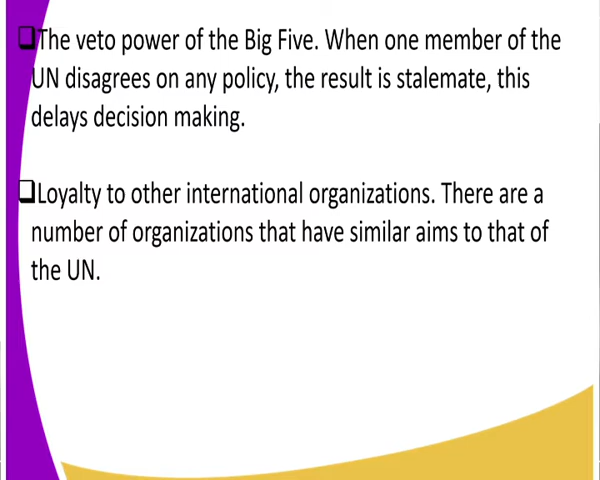 ❑The veto power of the Big Five. When one member of the
UN disagrees on any policy, the result is stalemate, this
delays decision making.
❑Loyalty to other international organizations. There are a
number of organizations that have similar aims to that of
the UN.